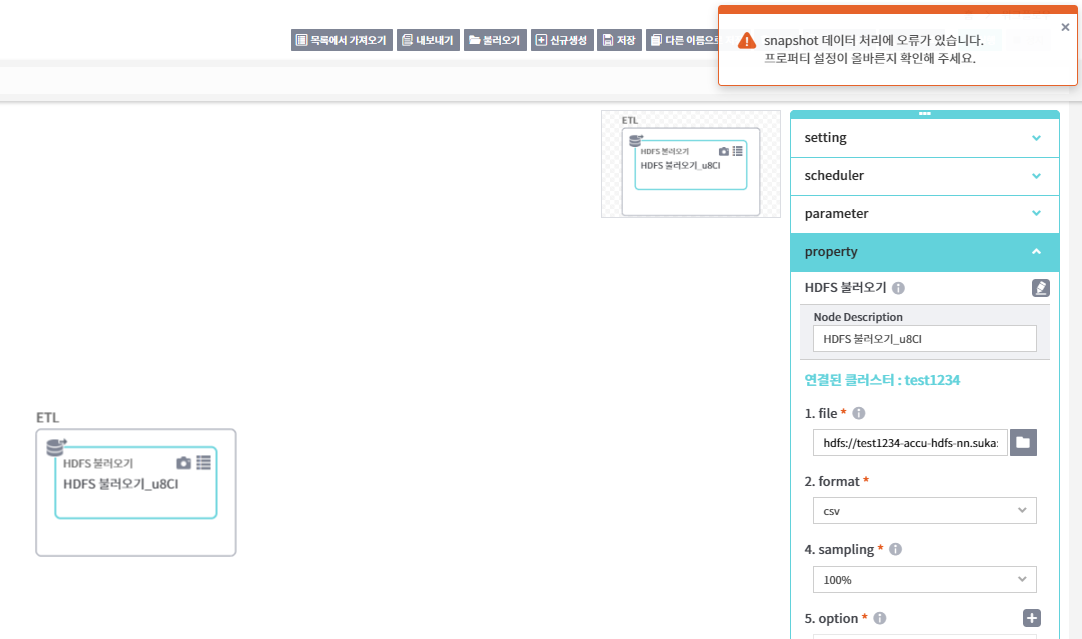 목록에서 가져오기
내보내기
불러오기
신규생성
저장
다른 이름으로
snapshot 데이터 처리에 오류가 있습니다.
프로퍼티 설정이 올바른지 확인해 주세요.
ETL
HDFS 불러오기
HDFS 불러오기_u8CI
setting
scheduler
parameter
property
HDFS 불러오기
Node Description
HDFS 불러오기_u8CI
연결된 클러스터 : test1234
1. file *
hdfs://test1234-accu-hdfs-nn.suka
2. format *
csv
4. sampling *
100%
5. option *
ETL
HDFS 불러오기
HDFS 불러오기_u8CI